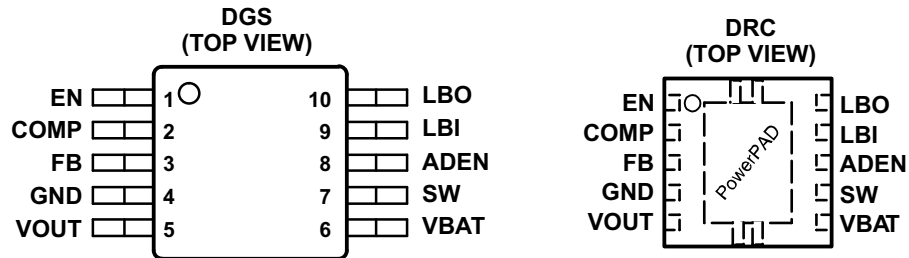 DGS
(TOP VIEW)
EN 1 10 LBO
COMP 2 9 LBI
FB 3 8 ADEN
GND 4 7 SW
VOUT 5 6 VBAT
DRC
(TOP VIEW)
EN LBO
COMP LBI
FB ADEN
GND SW
VOUT VBAT
PowerPAD